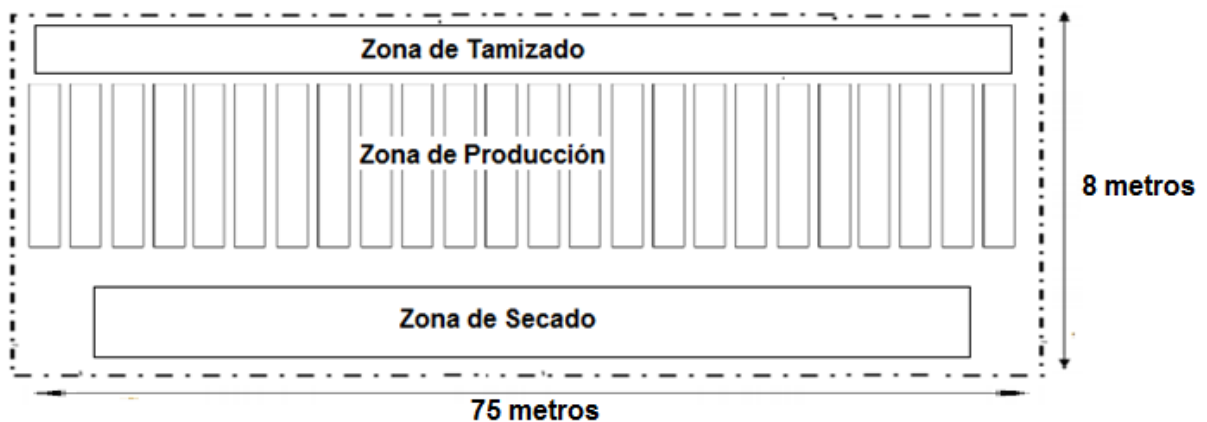 Zona de Tamizado
Zona de Producción
8 metros
Zona de Secado
75 metros